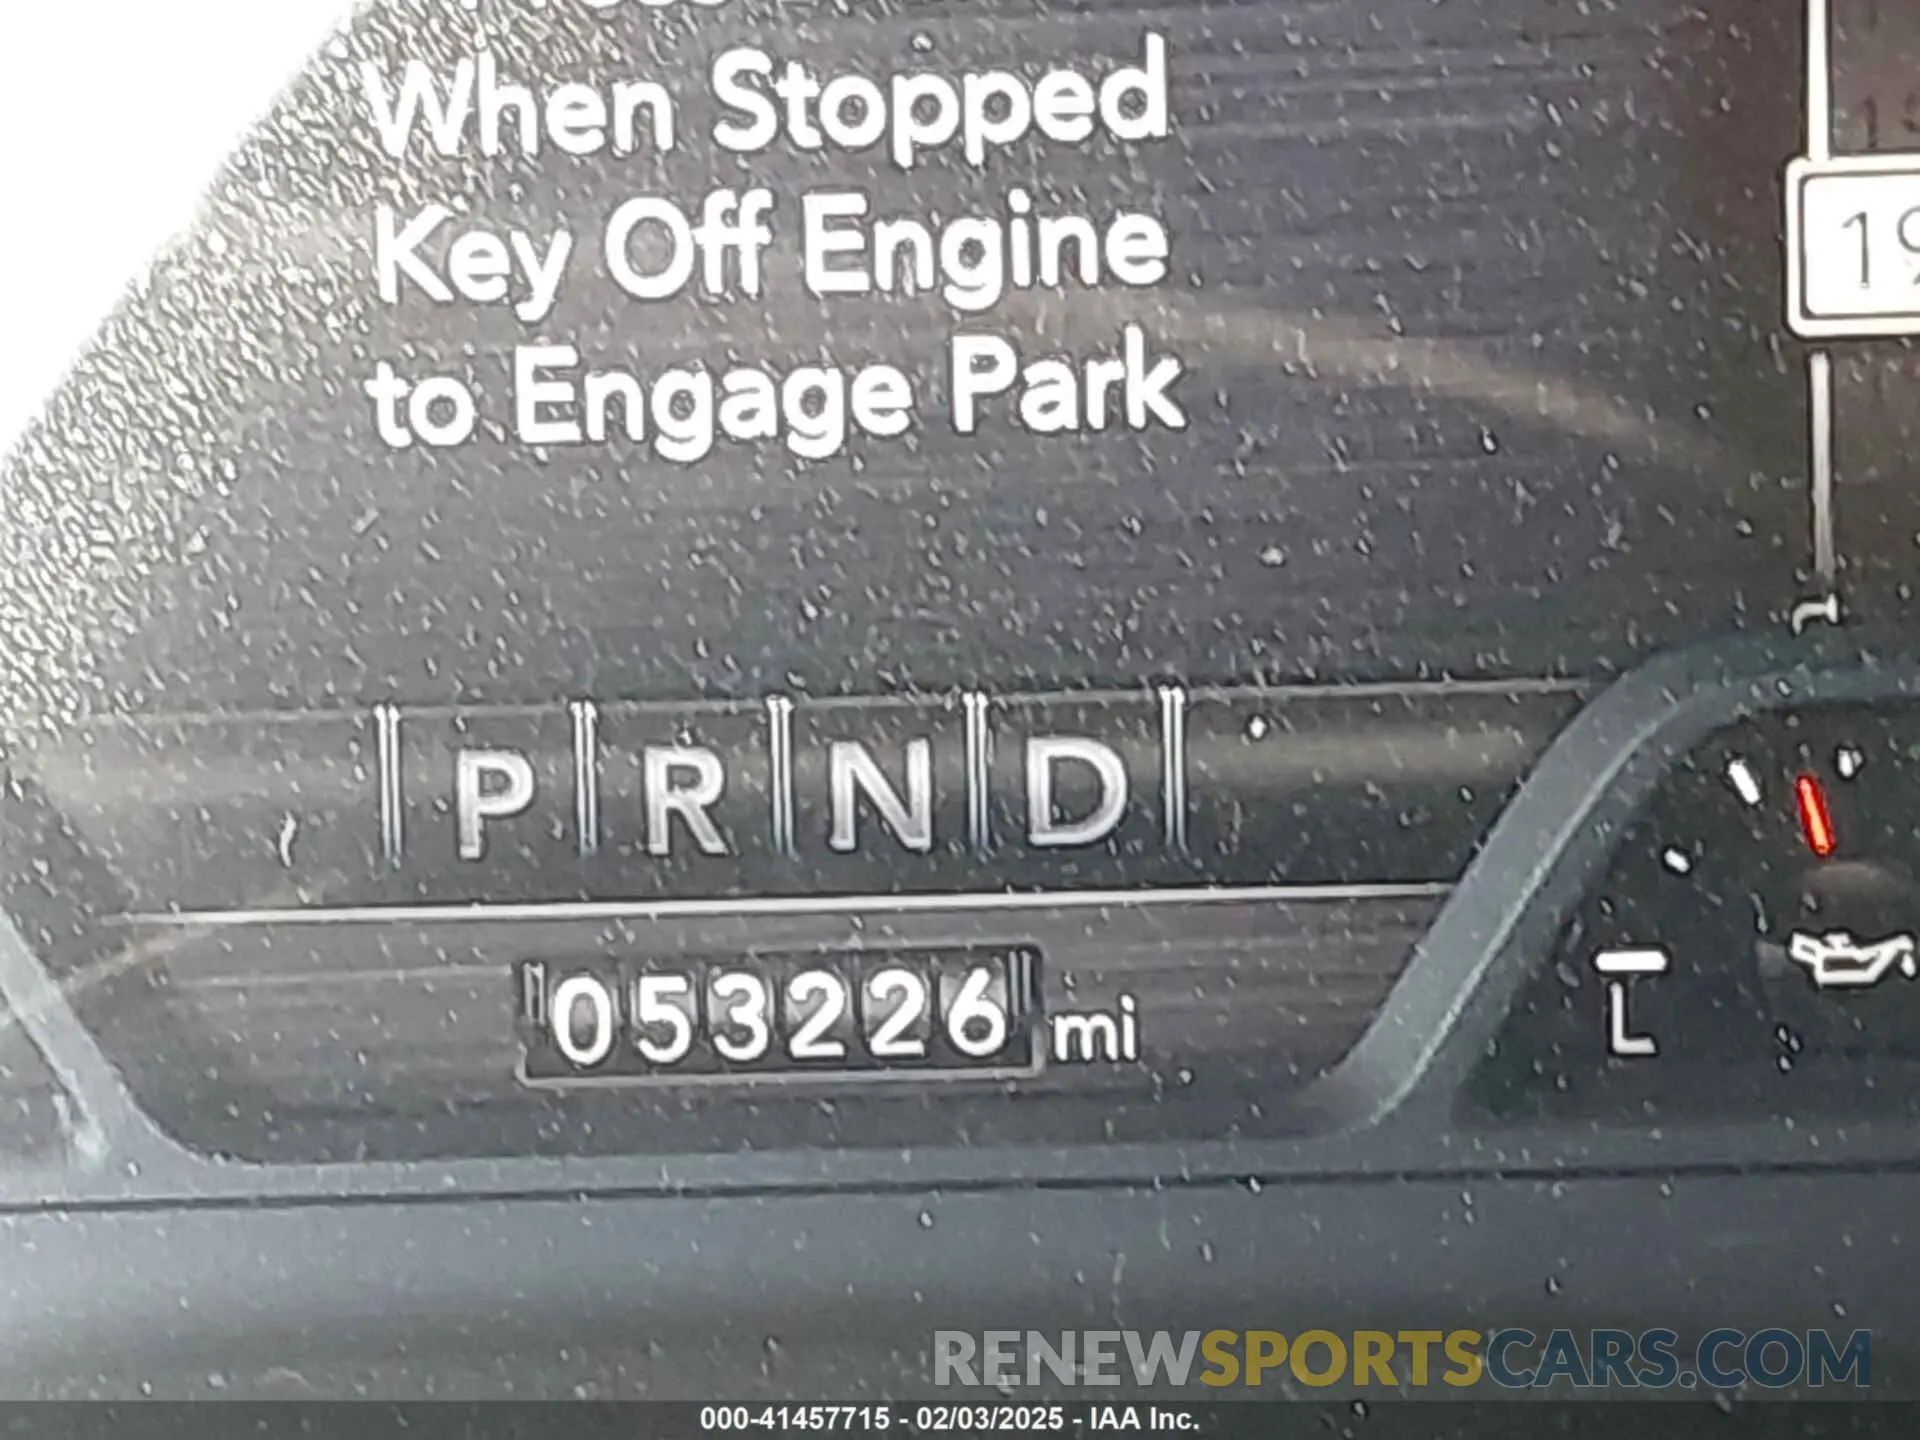 When Stopped
Key Off Engine
to Engage Park
19
P R N D
053226 mi
L
RENEWSPORTSCARS.COM
000-41457715 - 02/03/2025 - IAA Inc.